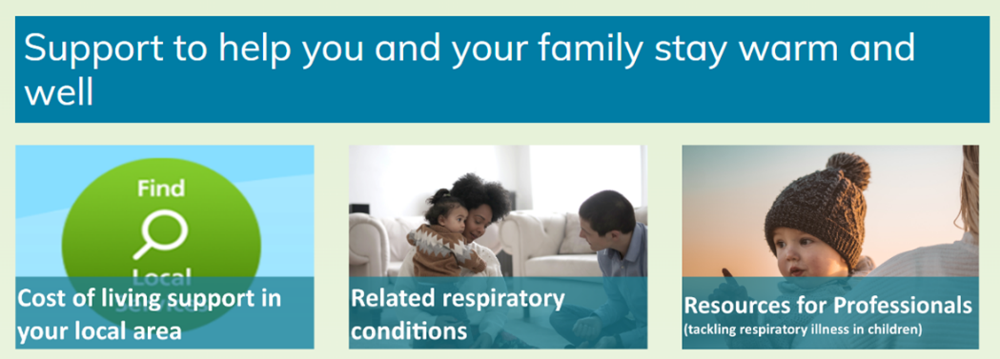 Support to help you and your family stay warm and
well
Find
Local
Cost of living support in
your local area
Related respiratory
conditions
Resources for Professionals
(tackling respiratory illness in children)